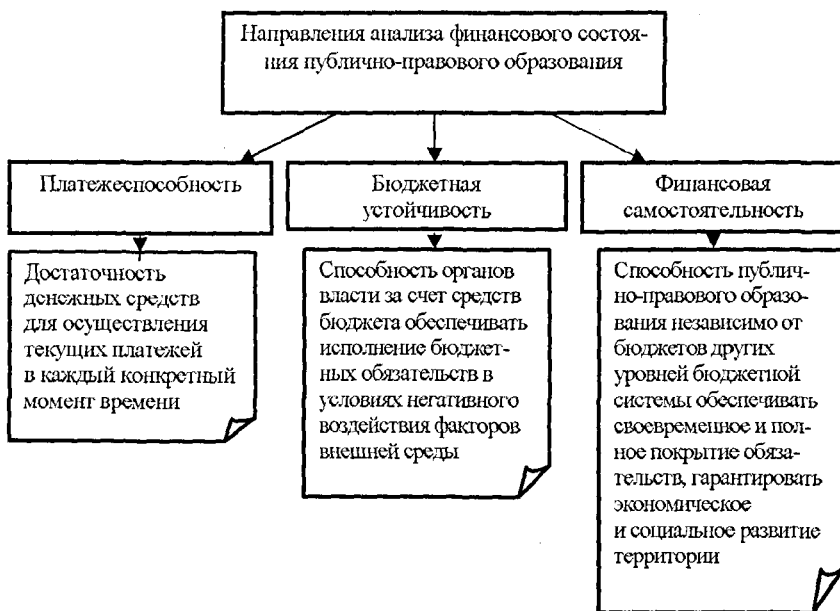 Направления анализа финансового состоя-
ния публично-правового образования
Платежеспособность
Бюджетная
устойчивость
Финансовая
самостоятельность
Достаточность
денежных средств
для осуществления
текущих платежей
в каждый конкретный
момент времени
Способность органов
власти за счет средств
бюджета обеспечивать
исполнение бюджет-
ных обязательств в
условиях негативного
воздействия факторов
внешней среды
Способность публич-
но-правового образо-
вания независимо от
бюджетов других
уровней бюджетной
системы обеспечивать
своевременное и пол-
ное покрытие обяза-
тельств, гарантировать
экономическое
и социальное развитие
территории